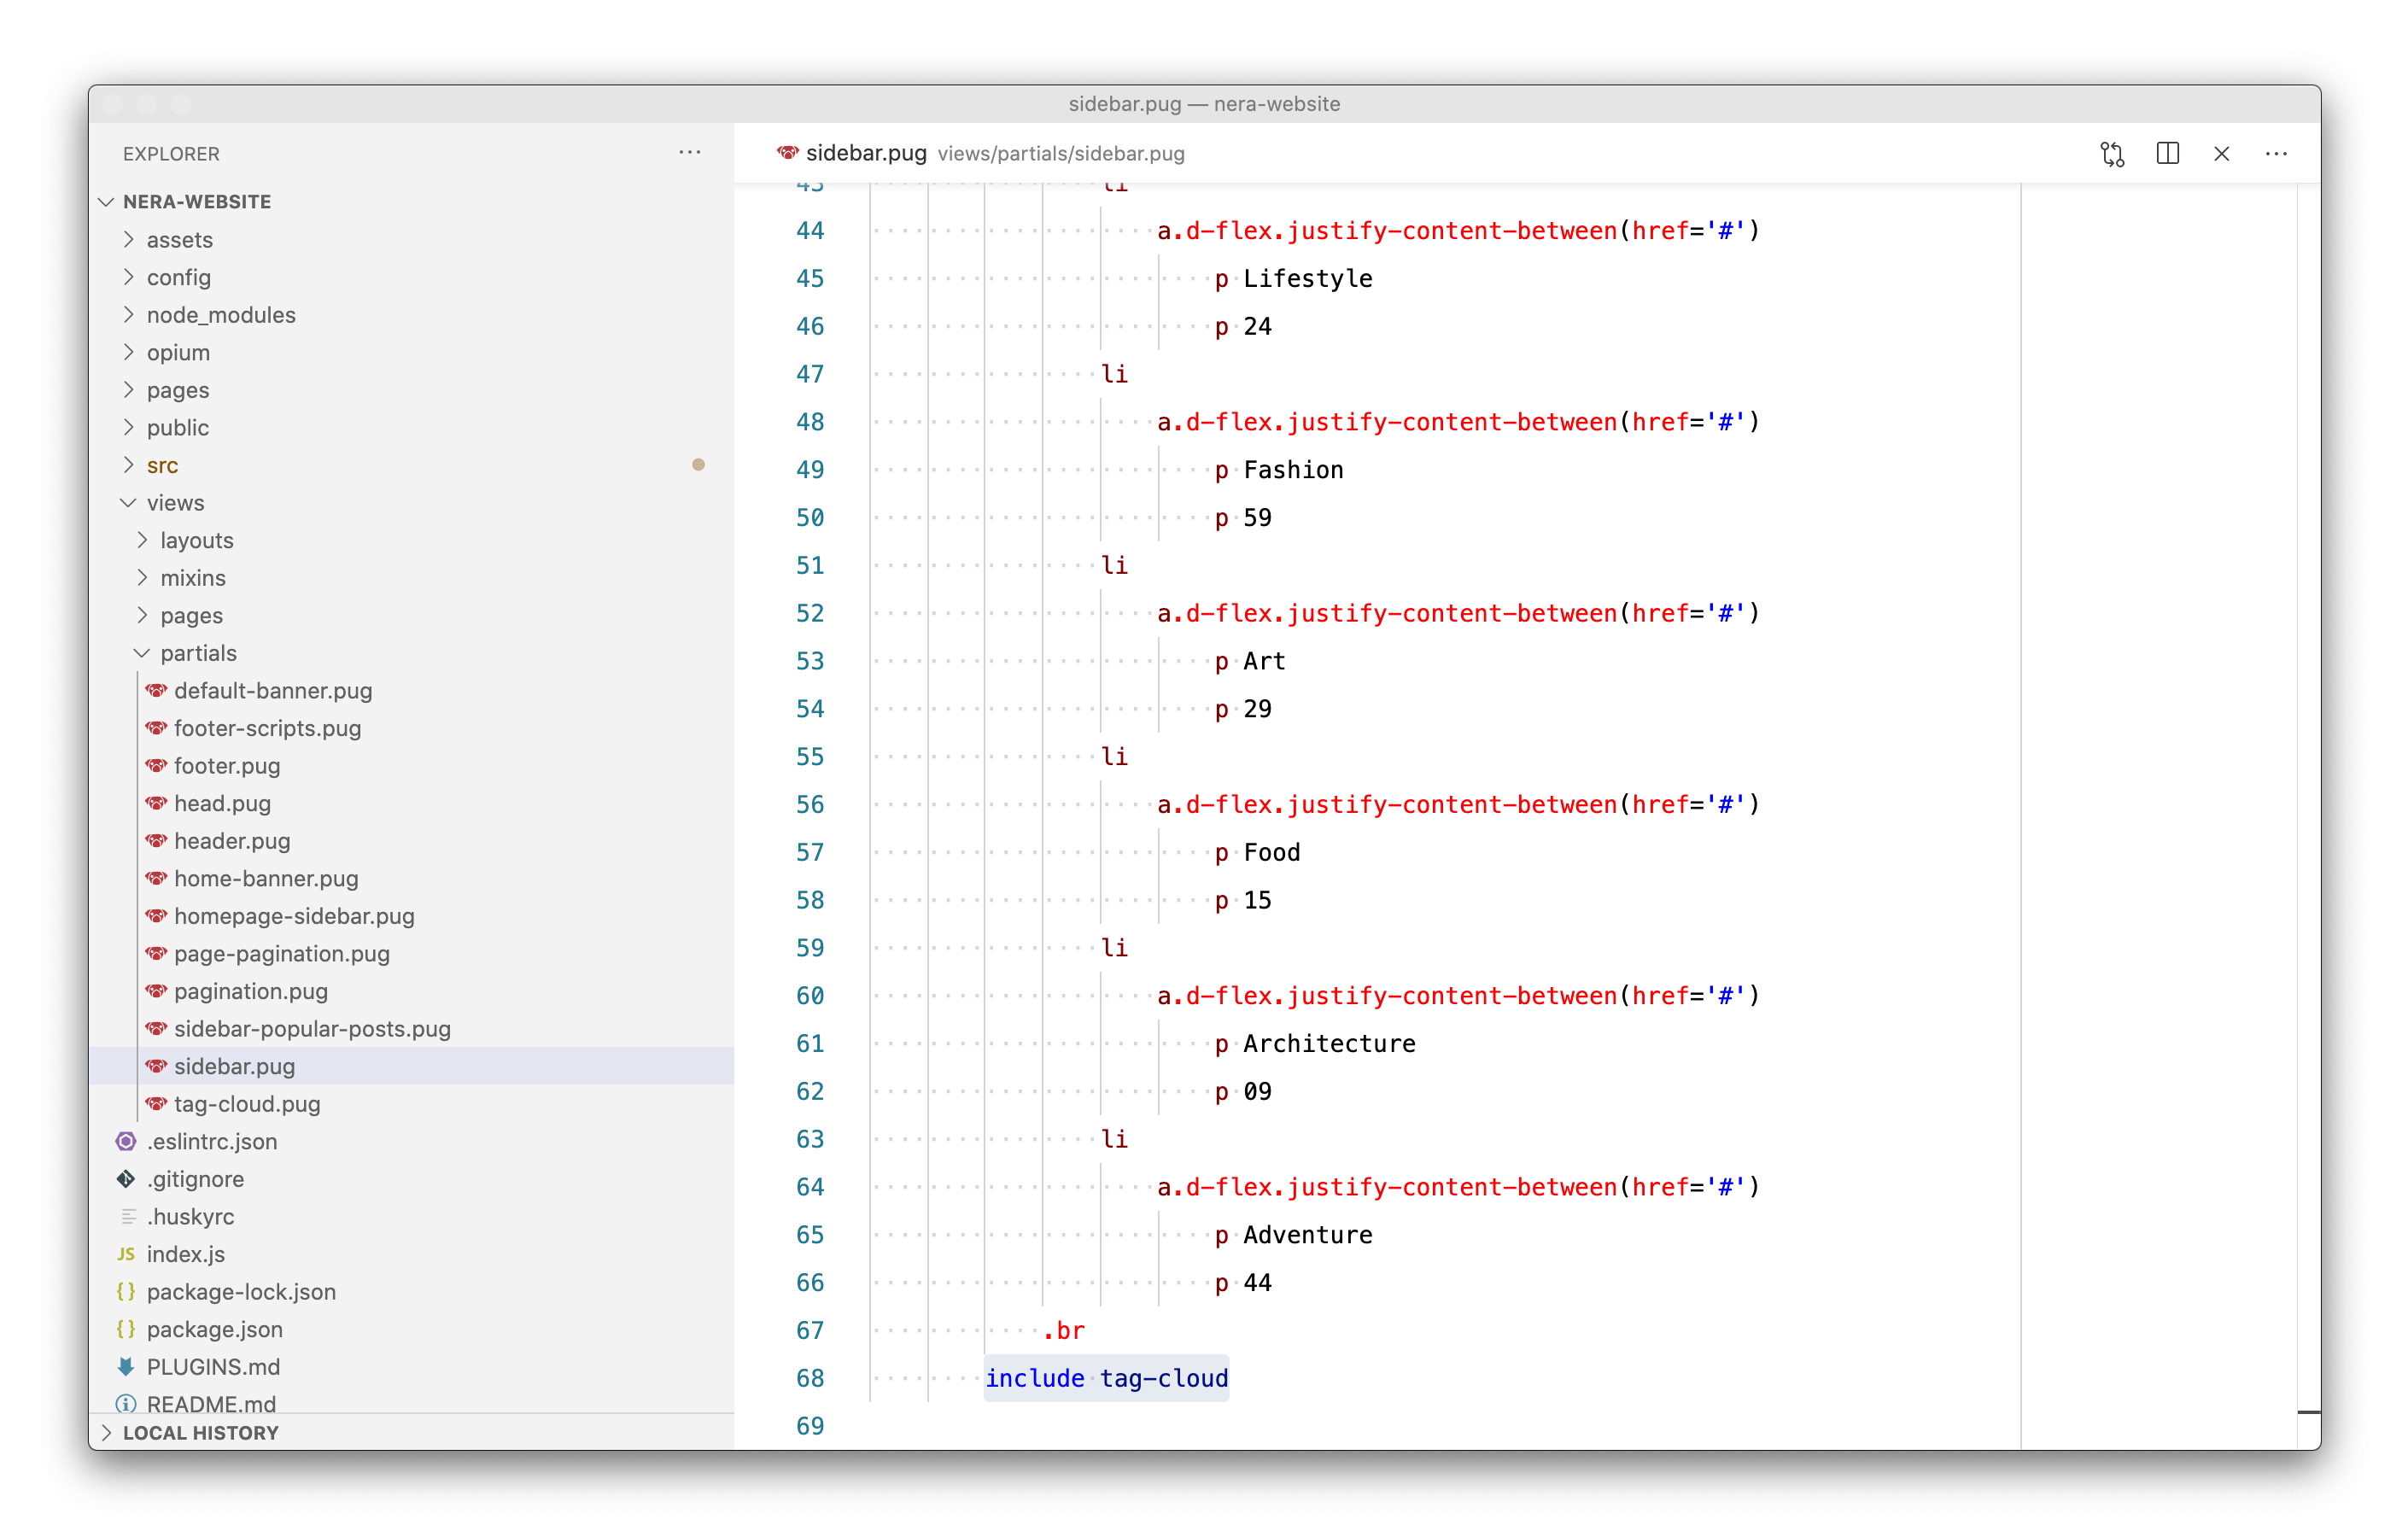 sidebar.pug — nera-website
EXPLORER
NERA-WEBSITE
assets
config
node_modules
opium
pages
public
src
views
layouts
mixins
pages
partials
default-banner.pug
footer-scripts.pug
footer.pug
head.pug
header.pug
home-banner.pug
homepage-sidebar.pug
page-pagination.pug
pagination.pug
sidebar-popular-posts.pug
sidebar.pug
tag-cloud.pug
.eslintrc.json
.gitignore
.huskyrc
JS index.js
{} package-lock.json
{} package.json
PLUGINS.md
README.md
LOCAL HISTORY
sidebar.pug views/partials/sidebar.pug
43 li
44 a.d-flex.justify-content-between(href='#')
45 p Lifestyle
46 p 24
47 li
48 a.d-flex.justify-content-between(href='#')
49 p Fashion
50 p 59
51 li
52 a.d-flex.justify-content-between(href='#')
53 p Art
54 p 29
55 li
56 a.d-flex.justify-content-between(href='#')
57 p Food
58 p 15
59 li
60 a.d-flex.justify-content-between(href='#')
61 p Architecture
62 p 09
63 li
64 a.d-flex.justify-content-between(href='#')
65 p Adventure
66 p 44
67 .br
68 include tag-cloud
69